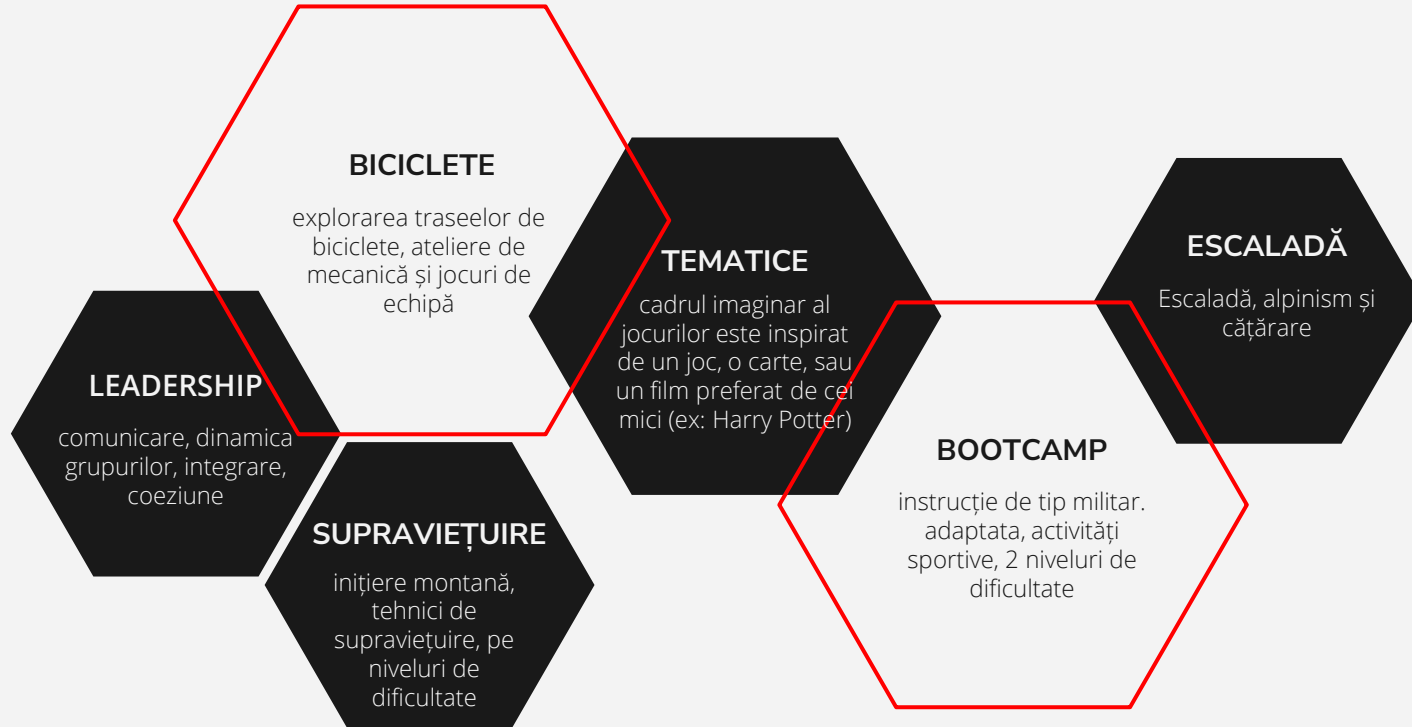 BICICLETE
explorarea traseelor de
biciclete, ateliere de
mecanică și jocuri de
echipă
TEMATICE
cadrul imaginar al
jocurilor este inspirat
de un joc, o carte, sau
un film preferat de cei
mici (ex: Harry Potter)
ESCALADĂ
Escaladă, alpinism și
cățărare
LEADERSHIP
comunicare, dinamica
grupurilor, integrare,
coeziune
SUPRAVIEȚUIRE
inițiere montană,
tehnici de
supraviețuire, pe
niveluri de
dificultate
BOOTCAMP
instrucție de tip militar.
adaptata, activități
sportive, 2 niveluri de
dificultate